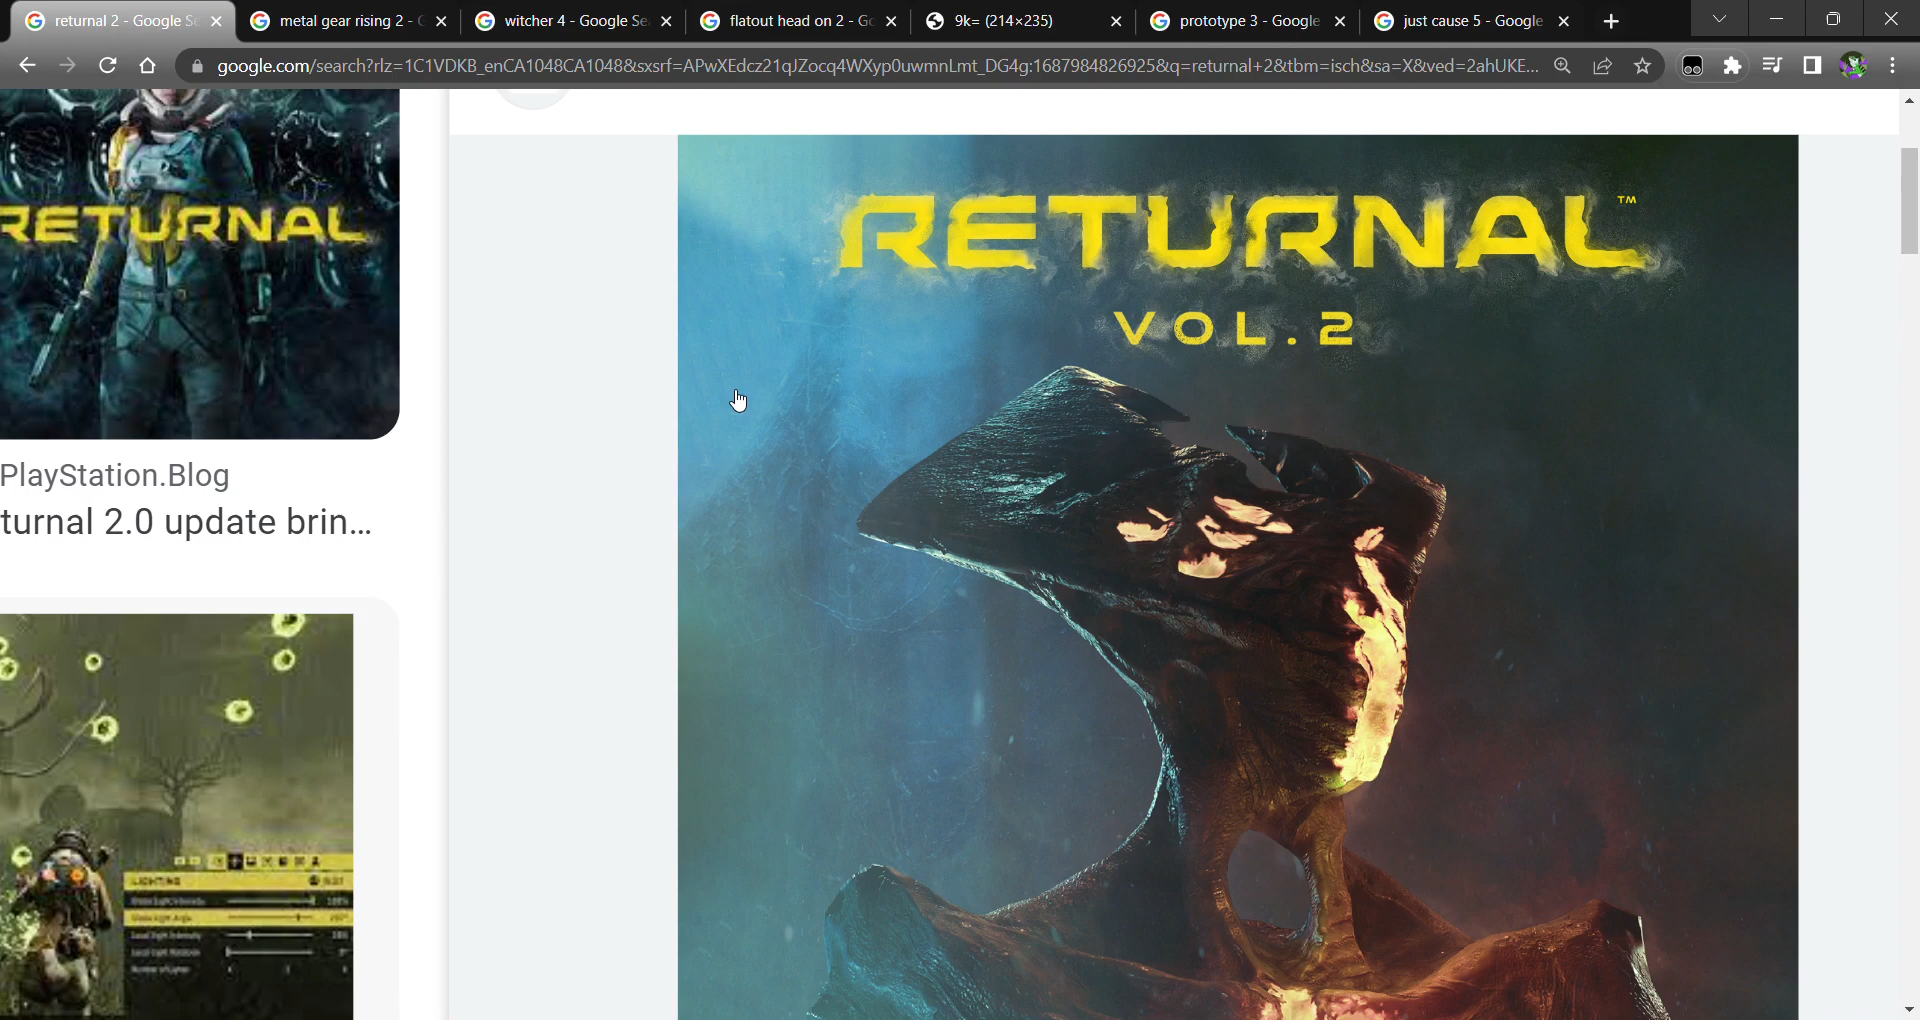 returnal 2 - Google Se
metal gear rising 2 - G
witcher 4 - Google Se
flatout head on 2 - Go
9k= (214×235)
prototype 3 - Google
just cause 5 - Google
google.com/search?rlz=1C1VDKB_enCA1048CA1048&sxsrf=APwXEdcz21qJZocq4WXyp0uwmnLmt_DG4g:1687984826925&q=returnal+2&tbm=isch&sa=X&ved=2ahUKE...
RETURNAL
PlayStation.Blog
turnal 2.0 update brin...
LIGHTING
RETURNAL™
VOL.2